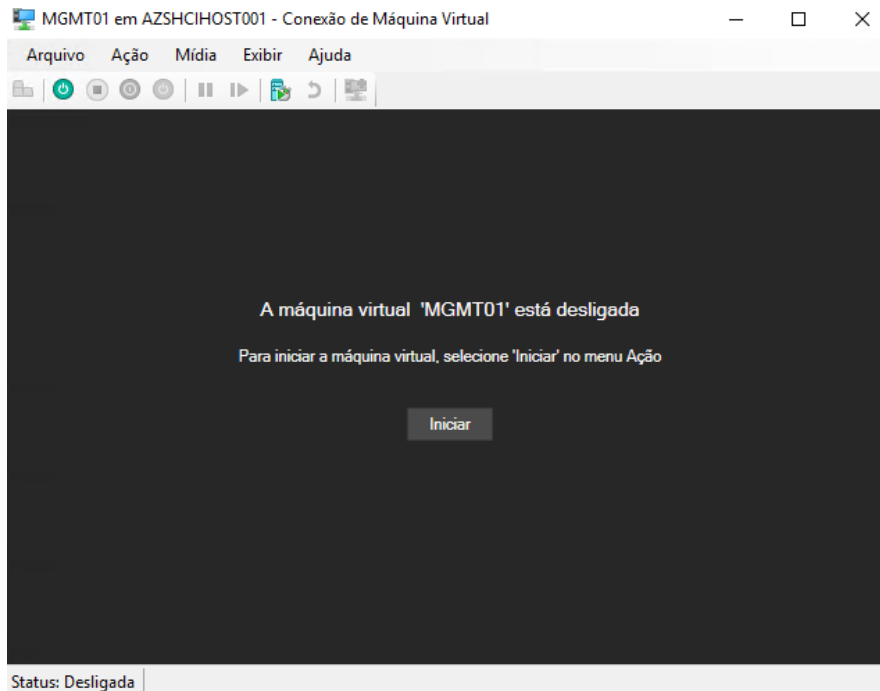 MGMT01 em AZSHCIHOST001 - Conexão de Máquina Virtual
Arquivo Ação Mídia Exibir Ajuda
A máquina virtual 'MGMT01' está desligada
Para iniciar a máquina virtual, selecione 'Iniciar' no menu Ação
Iniciar
Status: Desligada